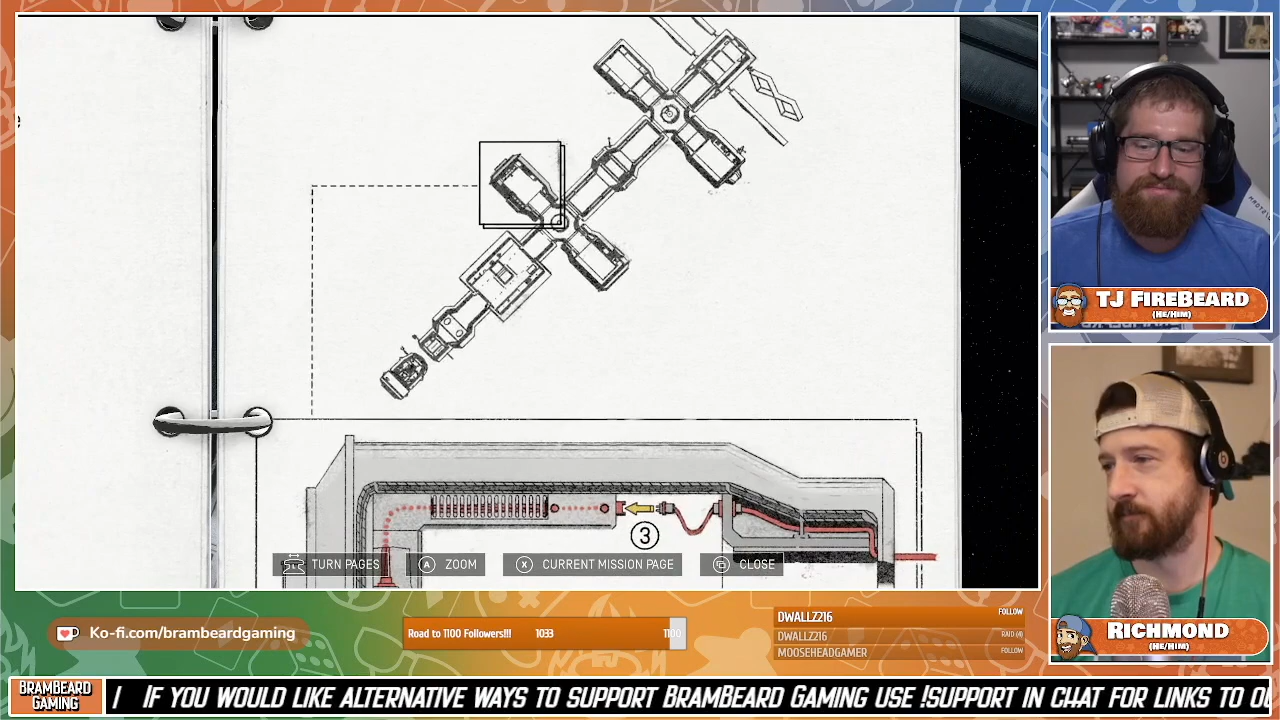 3
TURN PAGES
A ZOOM
X CURRENT MISSION PAGE
CLOSE
TJ FIREBEARD
(HE/HIM)
RICHMOND
(HE/HIM)
Ko-fi.com/brambeardgaming
Road to 1100 Followers!!! 1033 1100
DWALLZ216 FOLLOW
DWALLZ216 RAID (4)
MOOSEHEADGAMER FOLLOW
BRAMBEARD
GAMING
| IF YOU WOULD LIKE ALTERNATIVE WAYS TO SUPPORT BRAMBEARD GAMING USE !SUPPORT IN CHAT FOR LINKS TO